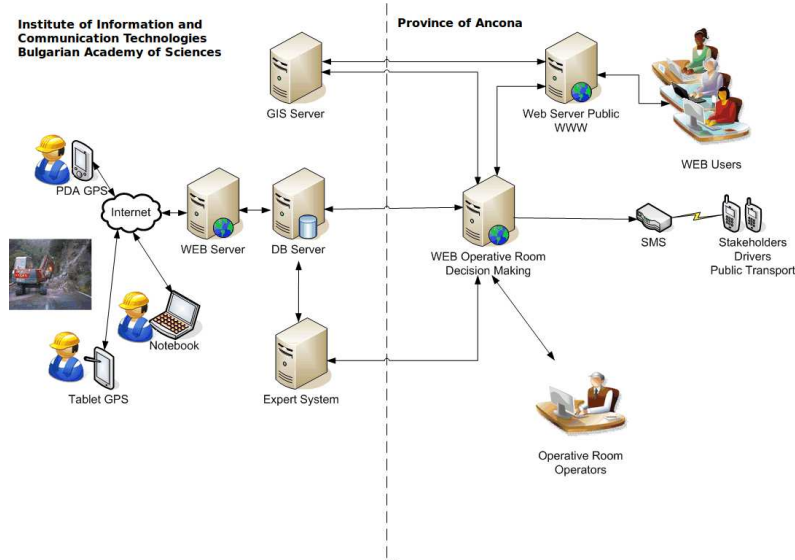 Institute of Information and
Communication Technologies
Bulgarian Academy of Sciences
Province of Ancona
GIS Server
Web Server Public
WWW
WEB Users
PDA GPS
Internet
WEB Server
DB Server
WEB Operative Room
Decision Making
SMS
Stakeholders
Drivers
Public Transport
Notebook
Tablet GPS
Expert System
Operative Room
Operators